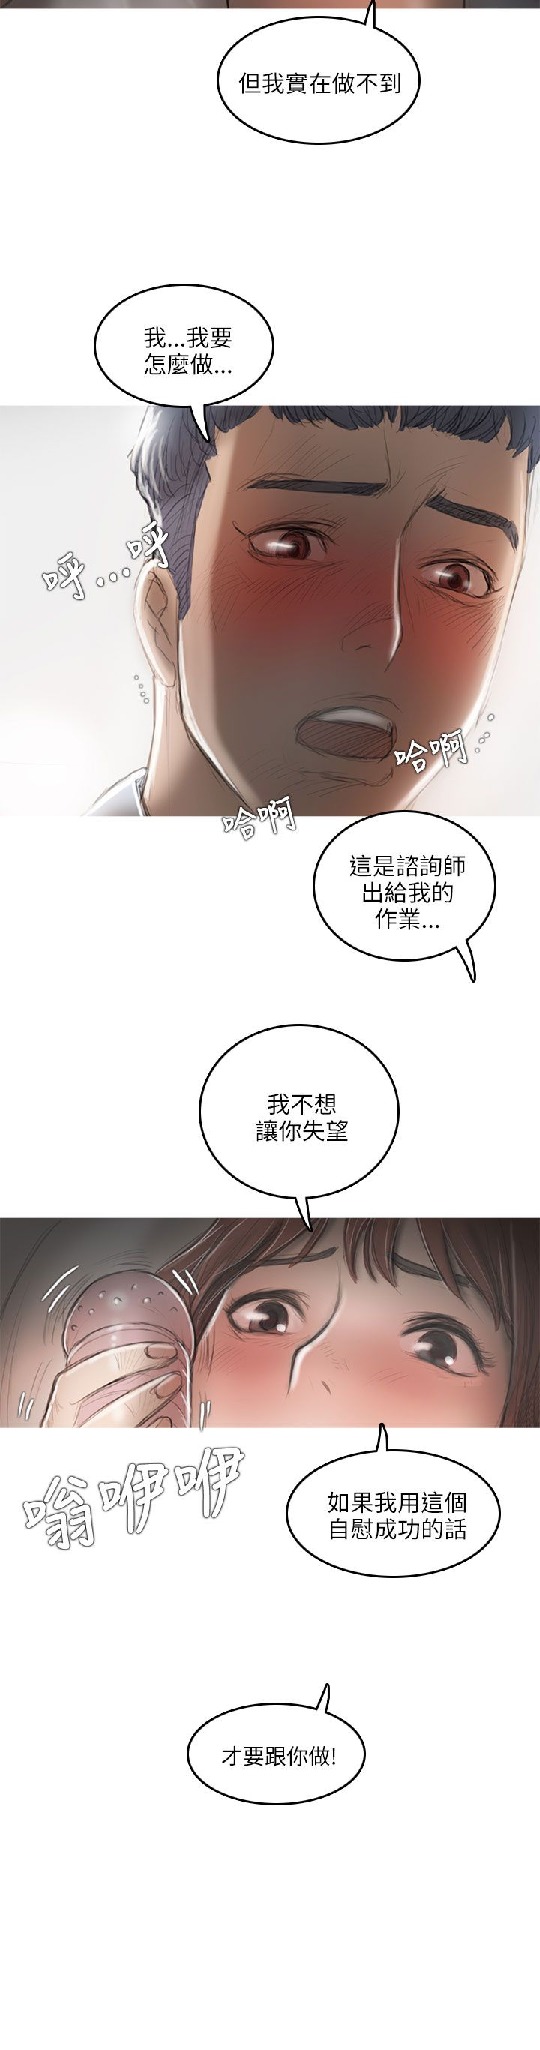 但我實在做不到
我...我要
怎麼做...
呼...呼
哈啊
哈啊
這是諮詢師
出給我的
作業...
我不想
讓你失望
嗡咿咿
如果我用這個
自慰成功的話
才要跟你做!